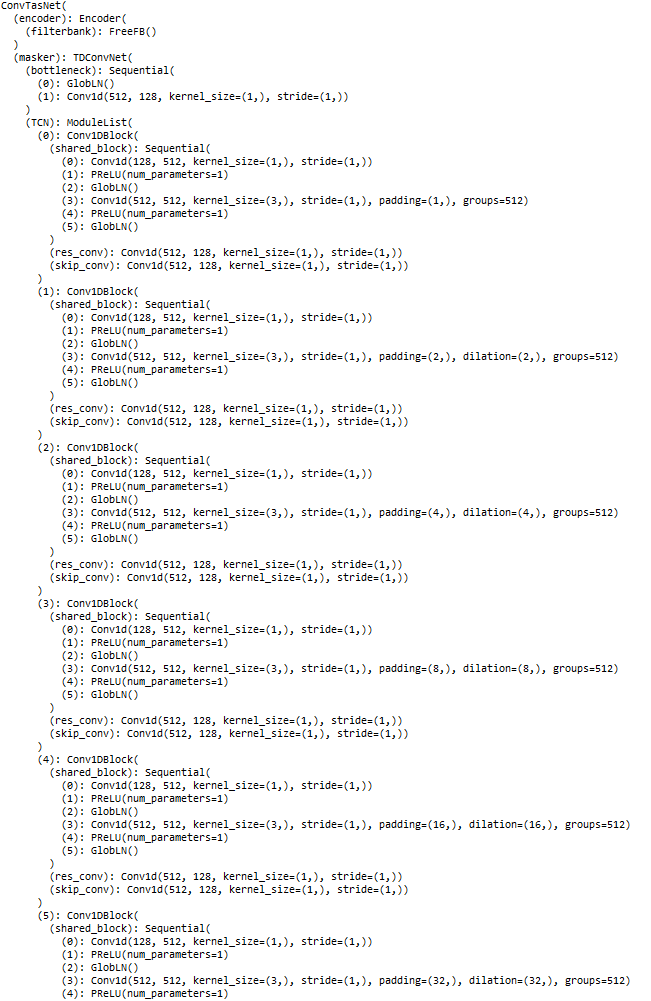 ConvTasNet(
  (encoder): Encoder(
    (filterbank): FreeFB()
  )
  (masker): TDConvNet(
    (bottleneck): Sequential(
      (0): GlobLN()
      (1): Conv1d(512, 128, kernel_size=(1,), stride=(1,))
    )
    (TCN): ModuleList(
      (0): Conv1DBlock(
        (shared_block): Sequential(
          (0): Conv1d(128, 512, kernel_size=(1,), stride=(1,))
          (1): PReLU(num_parameters=1)
          (2): GlobLN()
          (3): Conv1d(512, 512, kernel_size=(3,), stride=(1,), padding=(1,), groups=512)
          (4): PReLU(num_parameters=1)
          (5): GlobLN()
        )
        (res_conv): Conv1d(512, 128, kernel_size=(1,), stride=(1,))
        (skip_conv): Conv1d(512, 128, kernel_size=(1,), stride=(1,))
      )
      (1): Conv1DBlock(
        (shared_block): Sequential(
          (0): Conv1d(128, 512, kernel_size=(1,), stride=(1,))
          (1): PReLU(num_parameters=1)
          (2): GlobLN()
          (3): Conv1d(512, 512, kernel_size=(3,), stride=(1,), padding=(2,), dilation=(2,), groups=512)
          (4): PReLU(num_parameters=1)
          (5): GlobLN()
        )
        (res_conv): Conv1d(512, 128, kernel_size=(1,), stride=(1,))
        (skip_conv): Conv1d(512, 128, kernel_size=(1,), stride=(1,))
      )
      (2): Conv1DBlock(
        (shared_block): Sequential(
          (0): Conv1d(128, 512, kernel_size=(1,), stride=(1,))
          (1): PReLU(num_parameters=1)
          (2): GlobLN()
          (3): Conv1d(512, 512, kernel_size=(3,), stride=(1,), padding=(4,), dilation=(4,), groups=512)
          (4): PReLU(num_parameters=1)
          (5): GlobLN()
        )
        (res_conv): Conv1d(512, 128, kernel_size=(1,), stride=(1,))
        (skip_conv): Conv1d(512, 128, kernel_size=(1,), stride=(1,))
      )
      (3): Conv1DBlock(
        (shared_block): Sequential(
          (0): Conv1d(128, 512, kernel_size=(1,), stride=(1,))
          (1): PReLU(num_parameters=1)
          (2): GlobLN()
          (3): Conv1d(512, 512, kernel_size=(3,), stride=(1,), padding=(8,), dilation=(8,), groups=512)
          (4): PReLU(num_parameters=1)
          (5): GlobLN()
        )
        (res_conv): Conv1d(512, 128, kernel_size=(1,), stride=(1,))
        (skip_conv): Conv1d(512, 128, kernel_size=(1,), stride=(1,))
      )
      (4): Conv1DBlock(
        (shared_block): Sequential(
          (0): Conv1d(128, 512, kernel_size=(1,), stride=(1,))
          (1): PReLU(num_parameters=1)
          (2): GlobLN()
          (3): Conv1d(512, 512, kernel_size=(3,), stride=(1,), padding=(16,), dilation=(16,), groups=512)
          (4): PReLU(num_parameters=1)
          (5): GlobLN()
        )
        (res_conv): Conv1d(512, 128, kernel_size=(1,), stride=(1,))
        (skip_conv): Conv1d(512, 128, kernel_size=(1,), stride=(1,))
      )
      (5): Conv1DBlock(
        (shared_block): Sequential(
          (0): Conv1d(128, 512, kernel_size=(1,), stride=(1,))
          (1): PReLU(num_parameters=1)
          (2): GlobLN()
          (3): Conv1d(512, 512, kernel_size=(3,), stride=(1,), padding=(32,), dilation=(32,), groups=512)
          (4): PReLU(num_parameters=1)